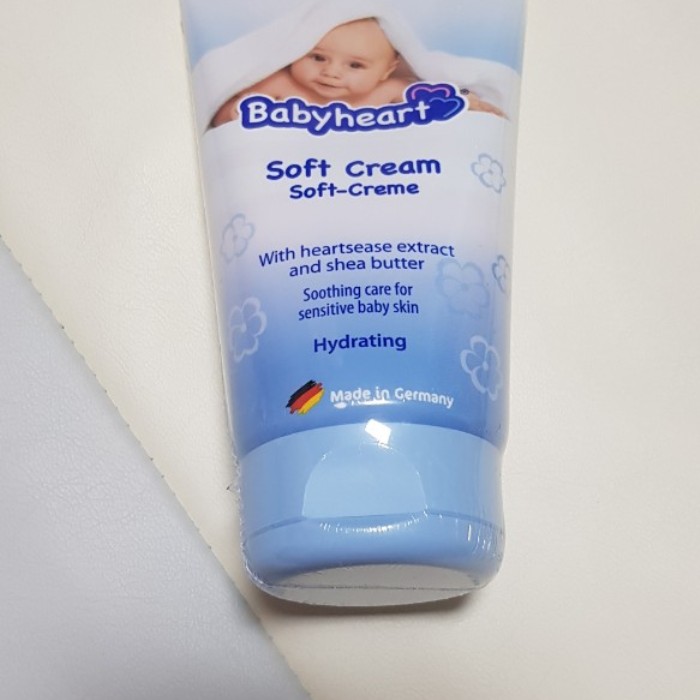 Babyheart
Soft Cream
Soft-Creme
With heartsease extract
and shea butter
Soothing care for
sensitive baby skin
Hydrating
Made in Germany